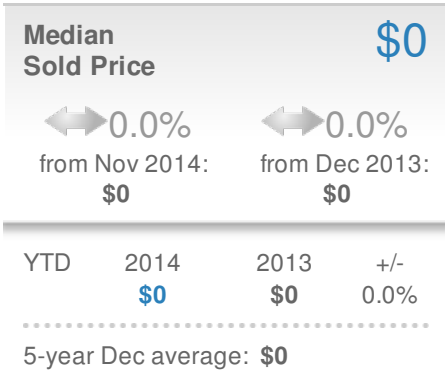 Median $0
Sold Price
0.0% 0.0%
from Nov 2014: from Dec 2013:
$0 $0
YTD 2014 2013 +/-
$0 $0 0.0%
5-year Dec average: $0